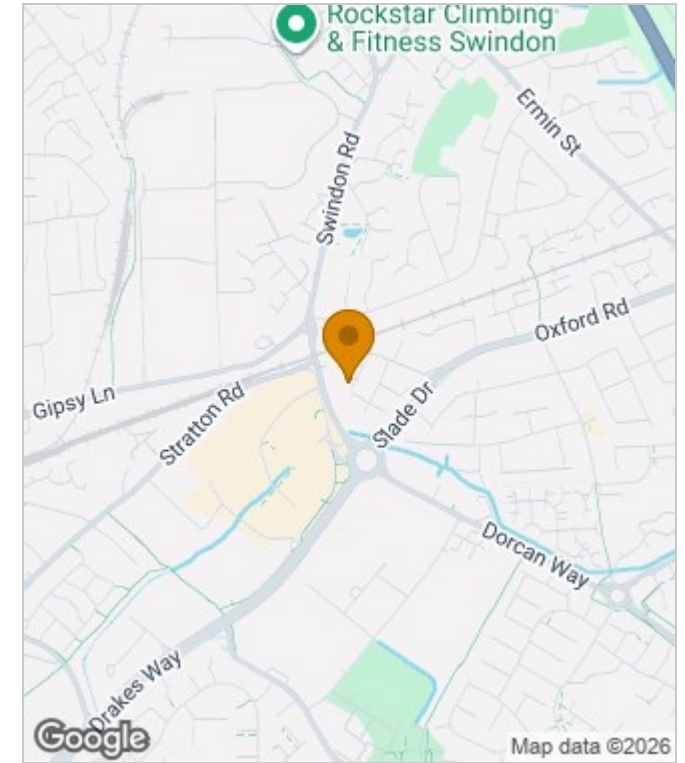 Rockstar Climbing
& Fitness Swindon
Ermin St
Swindon Rd
Oxford Rd
Gipsy Ln
Stratton Rd
Slade Dr
Dorcan Way
Drakes Way
Google
Map data ©2026